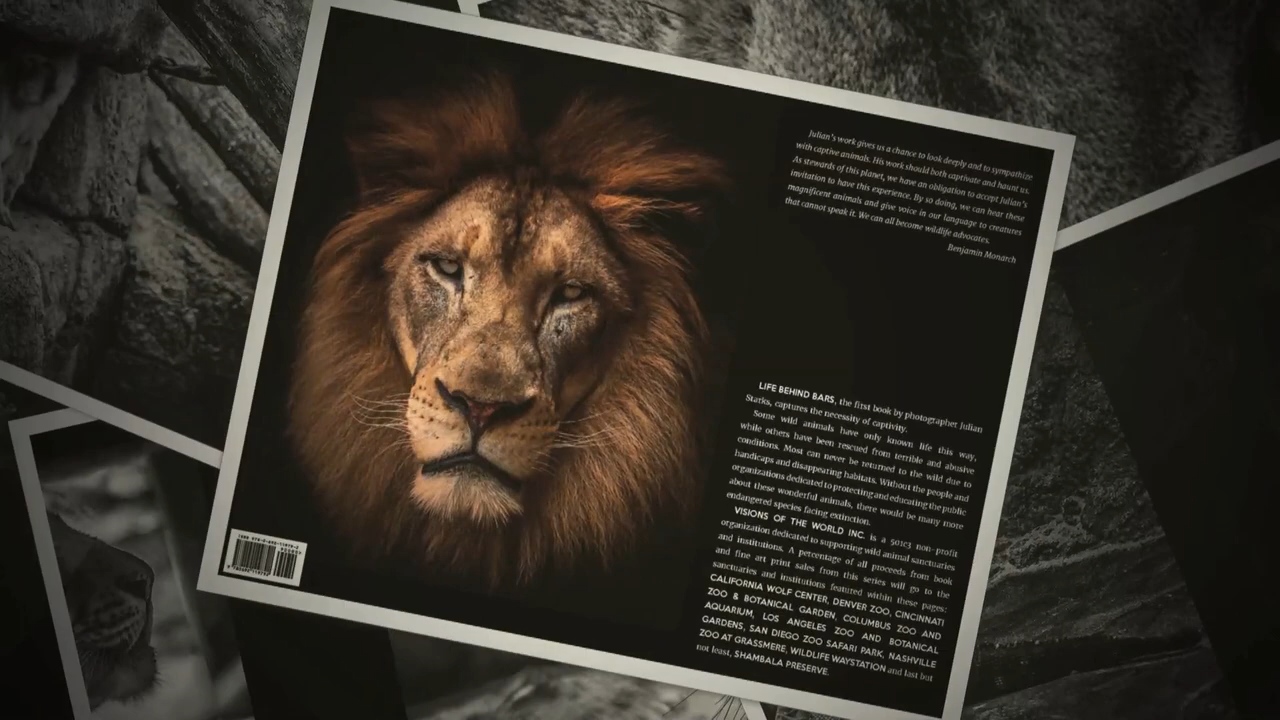 Julian's work gives us a chance to look deeply and to sympathize
with captive animals. His work should both captivate and haunt us.
As stewards of this planet, we have an obligation to accept Julian's
invitation to have this experience. By so doing, we can hear these
magnificent animals and give voice in our language to creatures
that cannot speak it. We can all become wildlife advocates.
Benjamin Monarch
LIFE BEHIND BARS, the first book by photographer Julian
Starks, captures the necessity of captivity.
Some wild animals have only known life this way,
while others have been rescued from terrible and abusive
conditions. Most can never be returned to the wild due to
handicaps and disappearing habitats. Without the people and
organizations dedicated to protecting and educating the public
about these wonderful animals, there would be many more
endangered species facing extinction.
VISIONS OF THE WORLD INC. is a 501c3 non-profit
organization dedicated to supporting wild animal sanctuaries
and institutions. A percentage of all proceeds from book
and fine art print sales from this series will go to the
sanctuaries and institutions featured within these pages:
CALIFORNIA WOLF CENTER, DENVER ZOO, CINCINNATI
ZOO & BOTANICAL GARDEN, COLUMBUS ZOO AND
AQUARIUM, LOS ANGELES ZOO AND BOTANICAL
GARDENS, SAN DIEGO ZOO SAFARI PARK, NASHVILLE
ZOO AT GRASSMERE, WILDLIFE WAYSTATION and last but
not least, SHAMBALA PRESERVE.